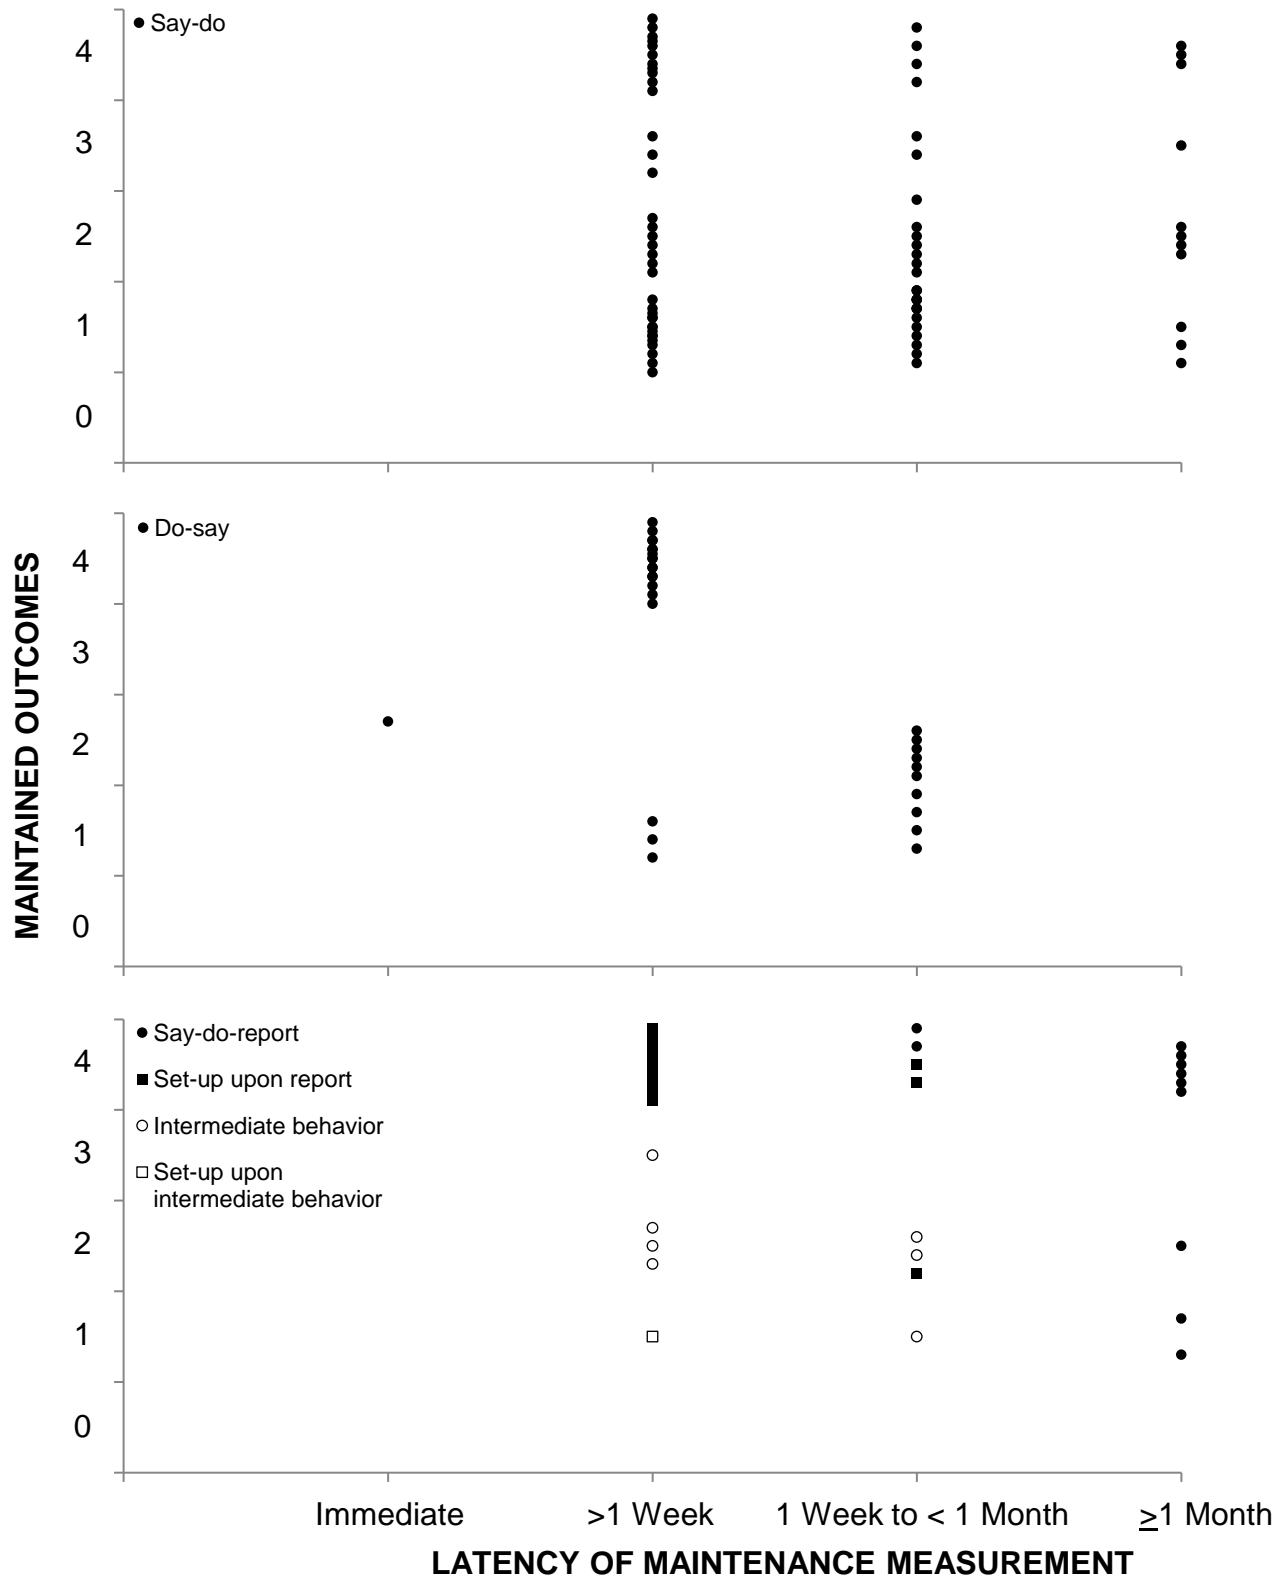 Say-do
4
3
2
1
0
MAINTAINED OUTCOMES
Do-say
4
3
2
1
0
Say-do-report
Set-up upon report
Intermediate behavior
Set-up upon
intermediate behavior
4
3
2
1
0
Immediate >1 Week 1 Week to < 1 Month ≥1 Month
LATENCY OF MAINTENANCE MEASUREMENT